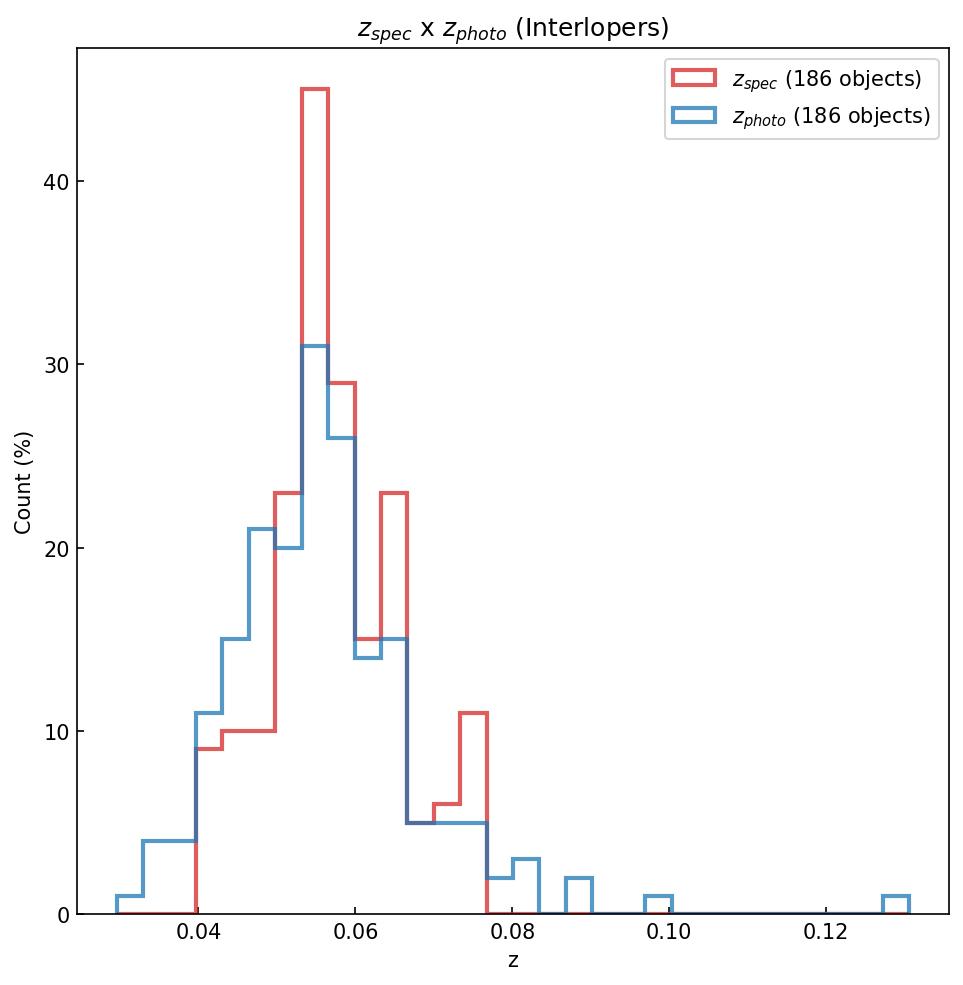 z_spec x z_photo (Interlopers)
z_spec (186 objects)
z_photo (186 objects)
Count (%)
40
30
20
10
0
0.04 0.06 0.08 0.10 0.12
z